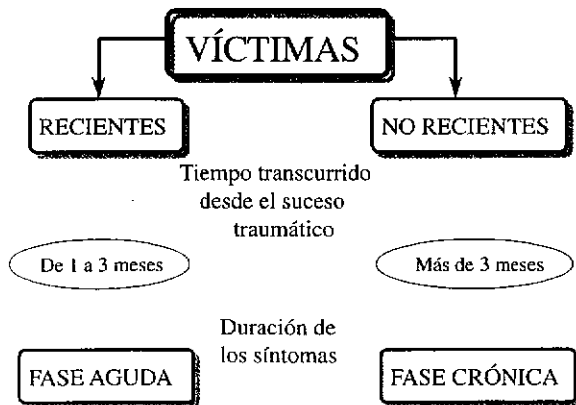 VÍCTIMAS
RECIENTES
NO RECIENTES
Tiempo transcurrido
desde el suceso
traumático
De 1 a 3 meses
Más de 3 meses
Duración de
los síntomas
FASE AGUDA
FASE CRÓNICA